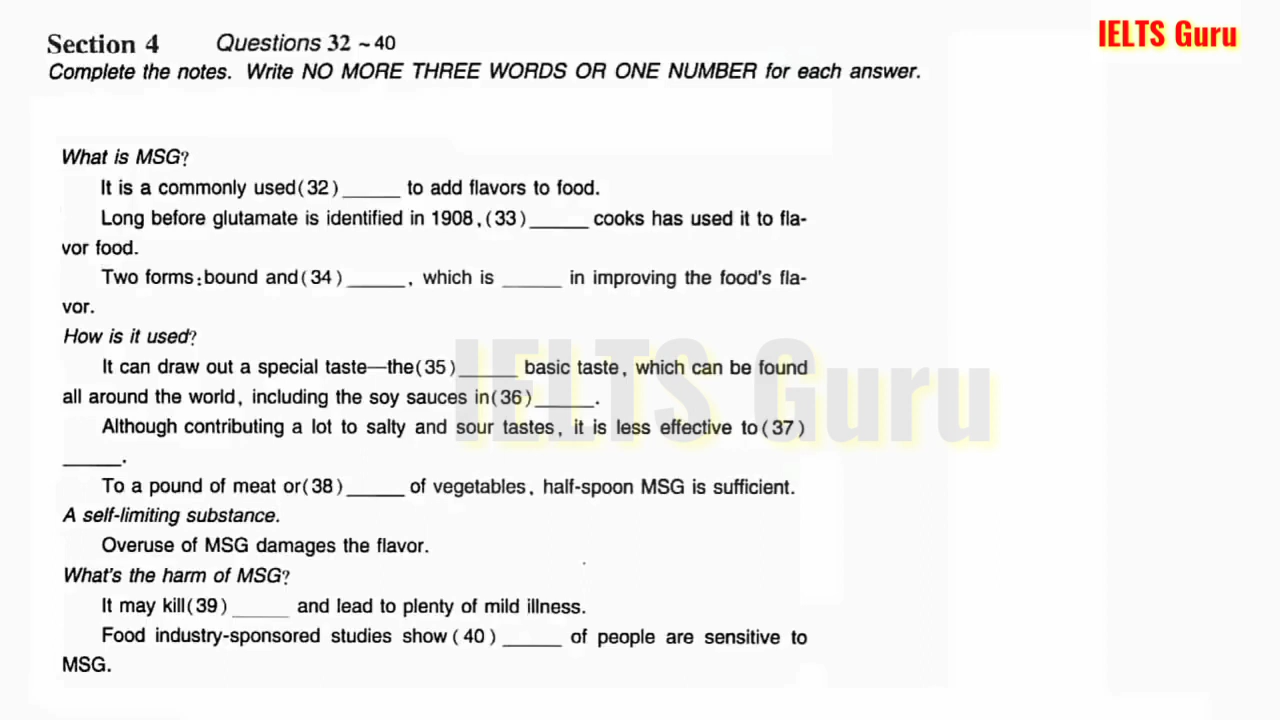 IELTS Guru
Section 4 Questions 32 ~ 40
Complete the notes. Write NO MORE THREE WORDS OR ONE NUMBER for each answer.
What is MSG?
It is a commonly used(32)______ to add flavors to food.
Long before glutamate is identified in 1908,(33)______ cooks has used it to fla-
vor food.
Two forms:bound and(34)______, which is ______ in improving the food's fla-
vor.
How is it used?
It can draw out a special taste—the(35)______ basic taste, which can be found
all around the world, including the soy sauces in(36)______.
Although contributing a lot to salty and sour tastes, it is less effective to(37)
______.
To a pound of meat or(38)______ of vegetables, half-spoon MSG is sufficient.
A self-limiting substance.
Overuse of MSG damages the flavor.
What's the harm of MSG?
It may kill(39)______ and lead to plenty of mild illness.
Food industry-sponsored studies show (40)______ of people are sensitive to
MSG.
IELTS Guru